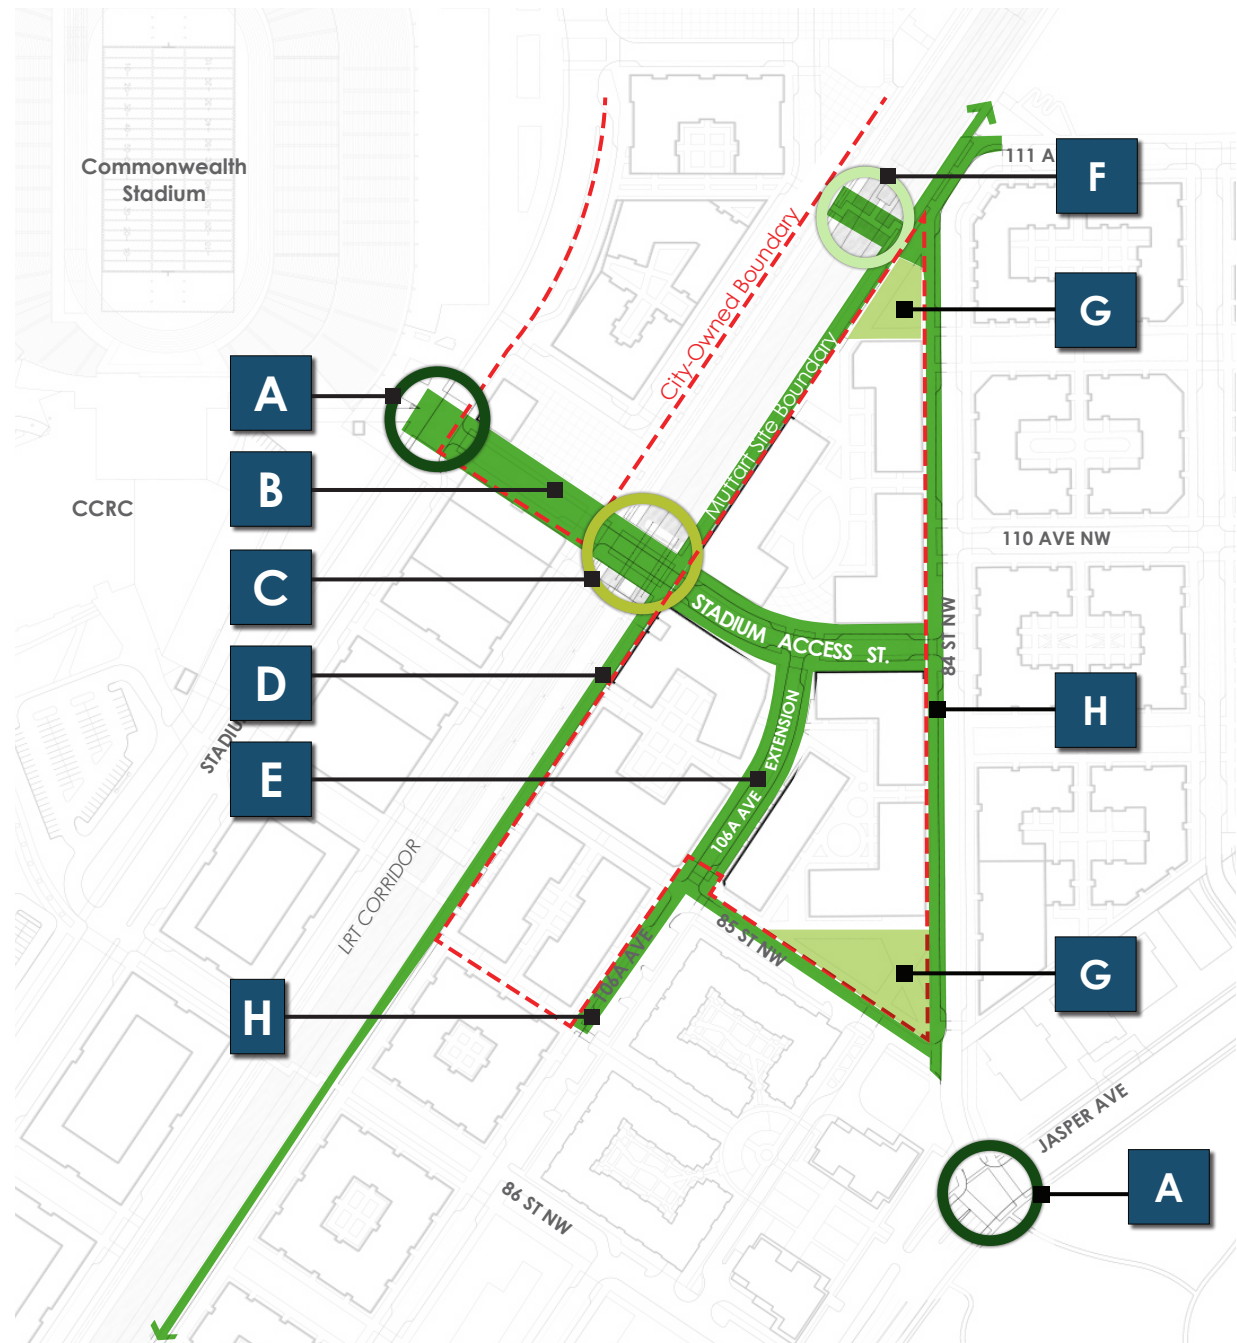 Commonwealth
Stadium
111 A
F
City-Owned Boundary
G
Muttart Site Boundary
A
B
CCRC
110 AVE NW
C
STADIUM ACCESS ST.
84 ST NW
D
H
STADIU
E
106A AVE EXTENSION
LRT CORRIDOR
85 ST NW
G
106A AVE
H
JASPER AVE
A
86 ST NW